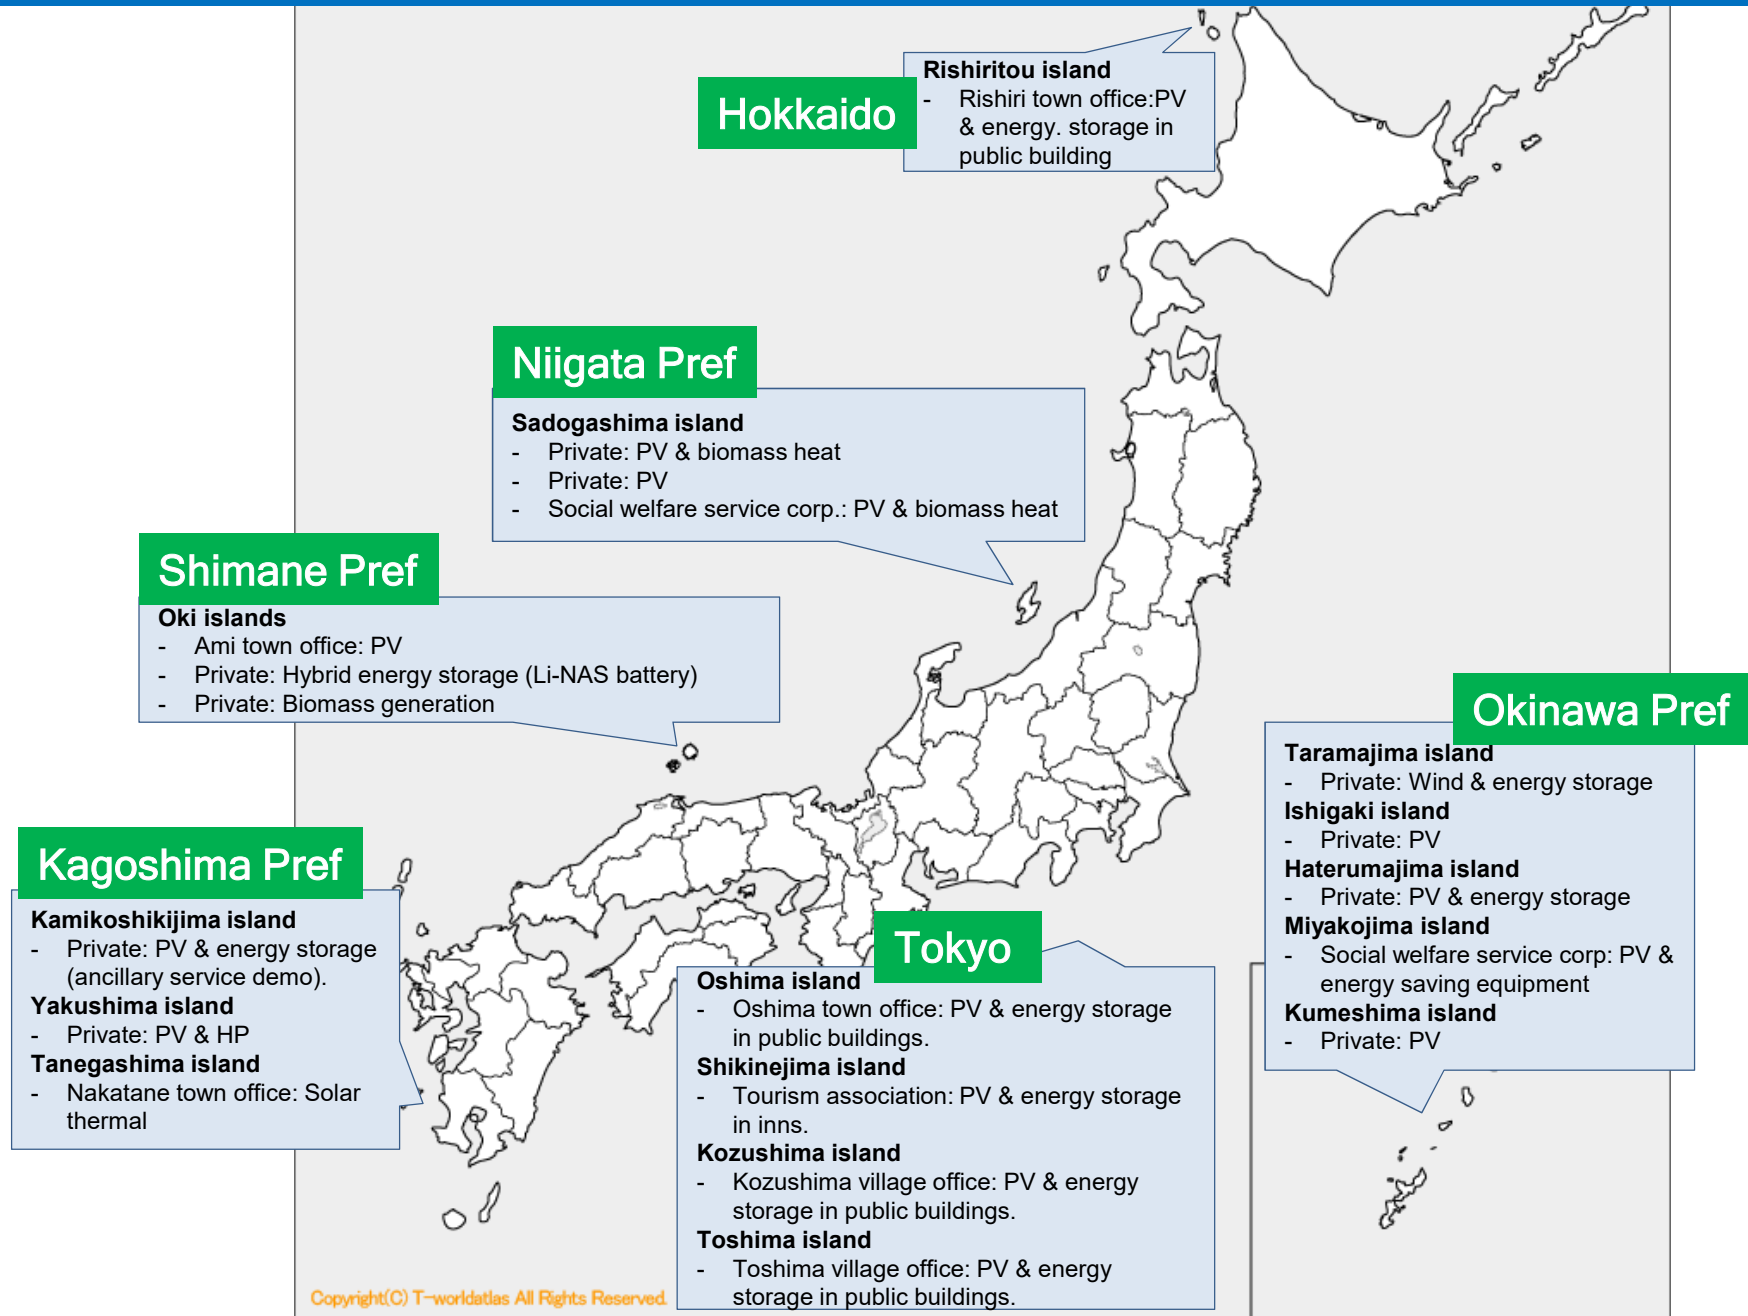 Hokkaido
Rishiritou island
- Rishiri town office:PV
& energy. storage in
public building
Niigata Pref
Sadogashima island
- Private: PV & biomass heat
- Private: PV
- Social welfare service corp.: PV & biomass heat
Shimane Pref
Oki islands
- Ami town office: PV
- Private: Hybrid energy storage (Li-NAS battery)
- Private: Biomass generation
Okinawa Pref
Taramajima island
- Private: Wind & energy storage
Ishigaki island
- Private: PV
Haterumajima island
- Private: PV & energy storage
Miyakojima island
- Social welfare service corp: PV &
energy saving equipment
Kumeshima island
- Private: PV
Kagoshima Pref
Kamikoshikijima island
- Private: PV & energy storage
(ancillary service demo).
Yakushima island
- Private: PV & HP
Tanegashima island
- Nakatane town office: Solar
thermal
Tokyo
Oshima island
- Oshima town office: PV & energy storage
in public buildings.
Shikinejima island
- Tourism association: PV & energy storage
in inns.
Kozushima island
- Kozushima village office: PV & energy
storage in public buildings.
Toshima island
- Toshima village office: PV & energy
storage in public buildings.
Copyright(C) T-worldatlas All Rights Reserved.